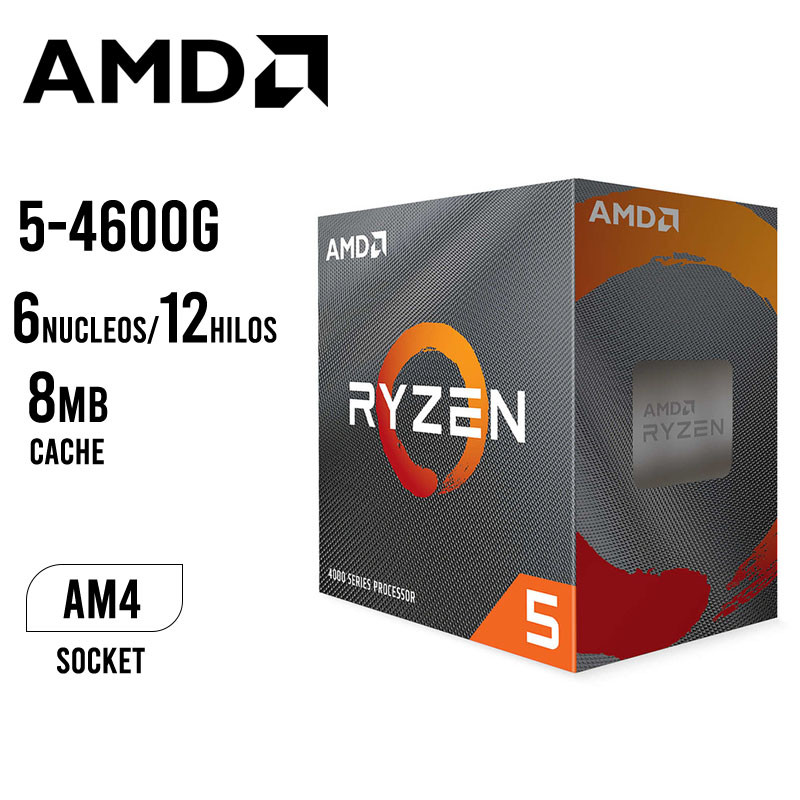 AMD
5-4600G
6NUCLEOS/12HILOS
8MB
CACHE
AM4
SOCKET
AMD
RYZEN
4000 SERIES PROCESSOR
5
AMD
AMD
RYZEN